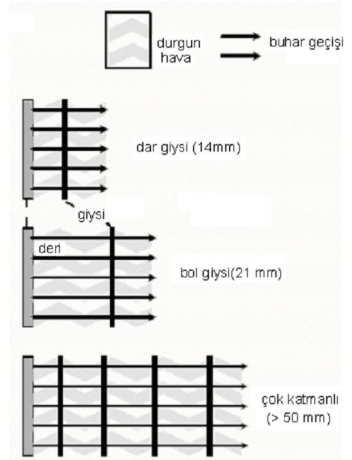 durgun
hava
buhar geçişi
dar giysi (14mm)
giysi
deri
bol giysi(21 mm)
çok katmanlı
(> 50 mm)